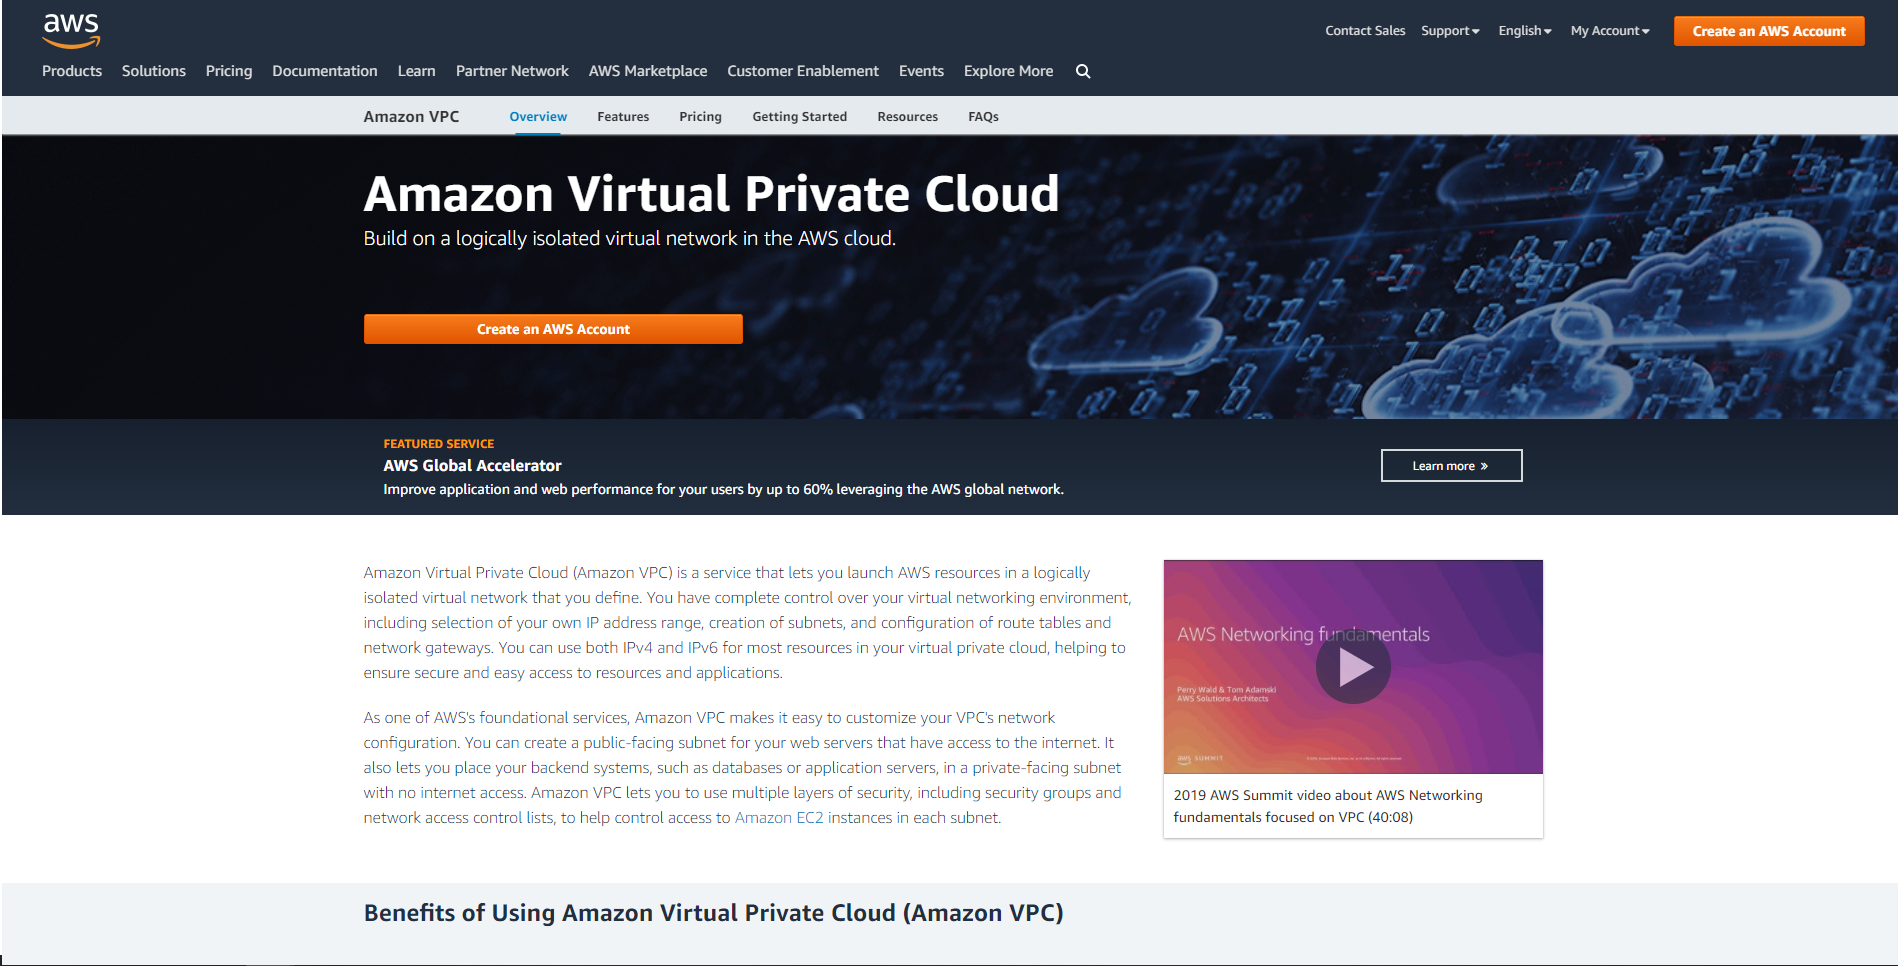 aws
Contact Sales Support English My Account Create an AWS Account
Products Solutions Pricing Documentation Learn Partner Network AWS Marketplace Customer Enablement Events Explore More
Amazon VPC Overview Features Pricing Getting Started Resources FAQs
Amazon Virtual Private Cloud
Build on a logically isolated virtual network in the AWS cloud.
Create an AWS Account
FEATURED SERVICE
AWS Global Accelerator
Improve application and web performance for your users by up to 60% leveraging the AWS global network.
Learn more »
Amazon Virtual Private Cloud (Amazon VPC) is a service that lets you launch AWS resources in a logically
isolated virtual network that you define. You have complete control over your virtual networking environment,
including selection of your own IP address range, creation of subnets, and configuration of route tables and
network gateways. You can use both IPv4 and IPv6 for most resources in your virtual private cloud, helping to
ensure secure and easy access to resources and applications.
As one of AWS's foundational services, Amazon VPC makes it easy to customize your VPC's network
configuration. You can create a public-facing subnet for your web servers that have access to the internet. It
also lets you place your backend systems, such as databases or application servers, in a private-facing subnet
with no internet access. Amazon VPC lets you to use multiple layers of security, including security groups and
network access control lists, to help control access to Amazon EC2 instances in each subnet.
AWS Networking fundamentals
Perry Wald & Tom Adamski
AWS Solutions Architects
aws SUMMIT
2019 AWS Summit video about AWS Networking
fundamentals focused on VPC (40:08)
Benefits of Using Amazon Virtual Private Cloud (Amazon VPC)